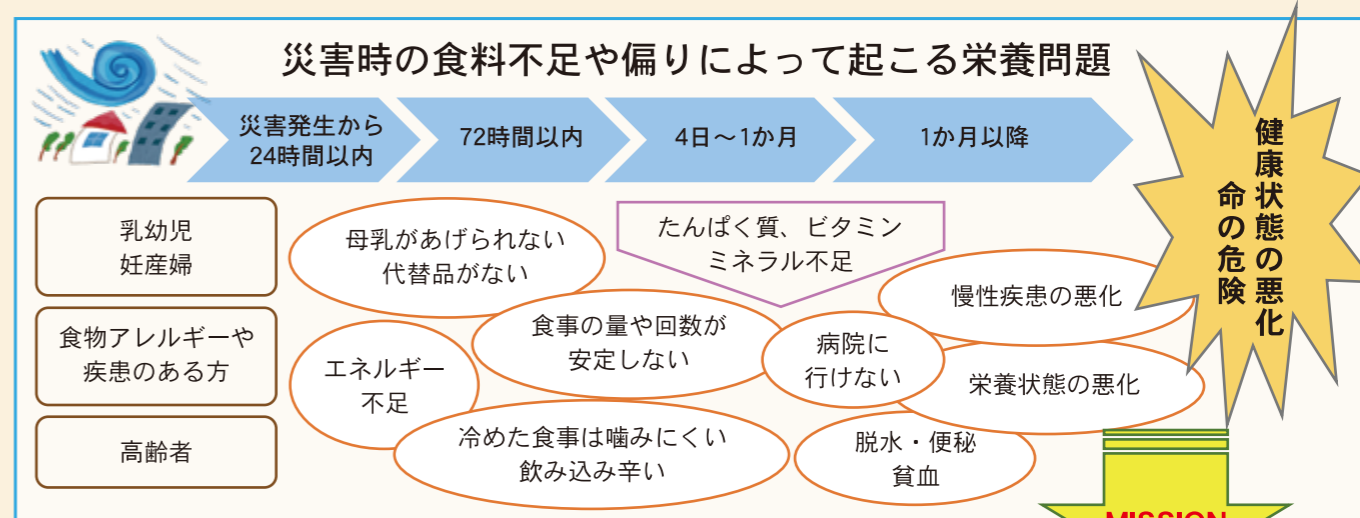 災害時の食料不足や偏りによって起こる栄養問題
災害発生から
24時間以内
72時間以内
4日～1か月
1か月以降
健康状態の悪化
命の危険
乳幼児
妊産婦
食物アレルギーや
疾患のある方
高齢者
母乳があげられない
代替品がない
たんぱく質、ビタミン
ミネラル不足
慢性疾患の悪化
食事の量や回数が
安定しない
病院に
行けない
エネルギー
不足
栄養状態の悪化
冷めた食事は噛みにくい
飲み込み辛い
脱水・便秘
貧血
MISSION